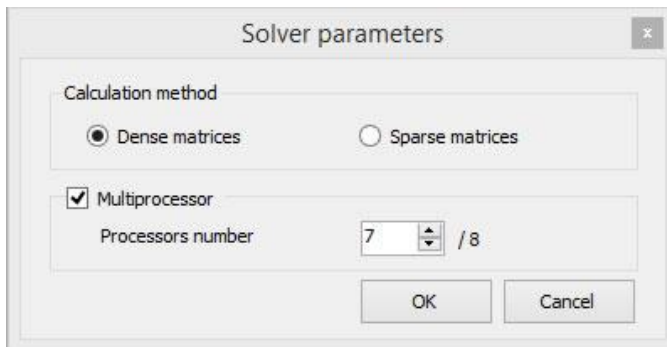 Solver parameters
x
Calculation method
Dense matrices Sparse matrices
Multiprocessor
Processors number 7 / 8
OK Cancel